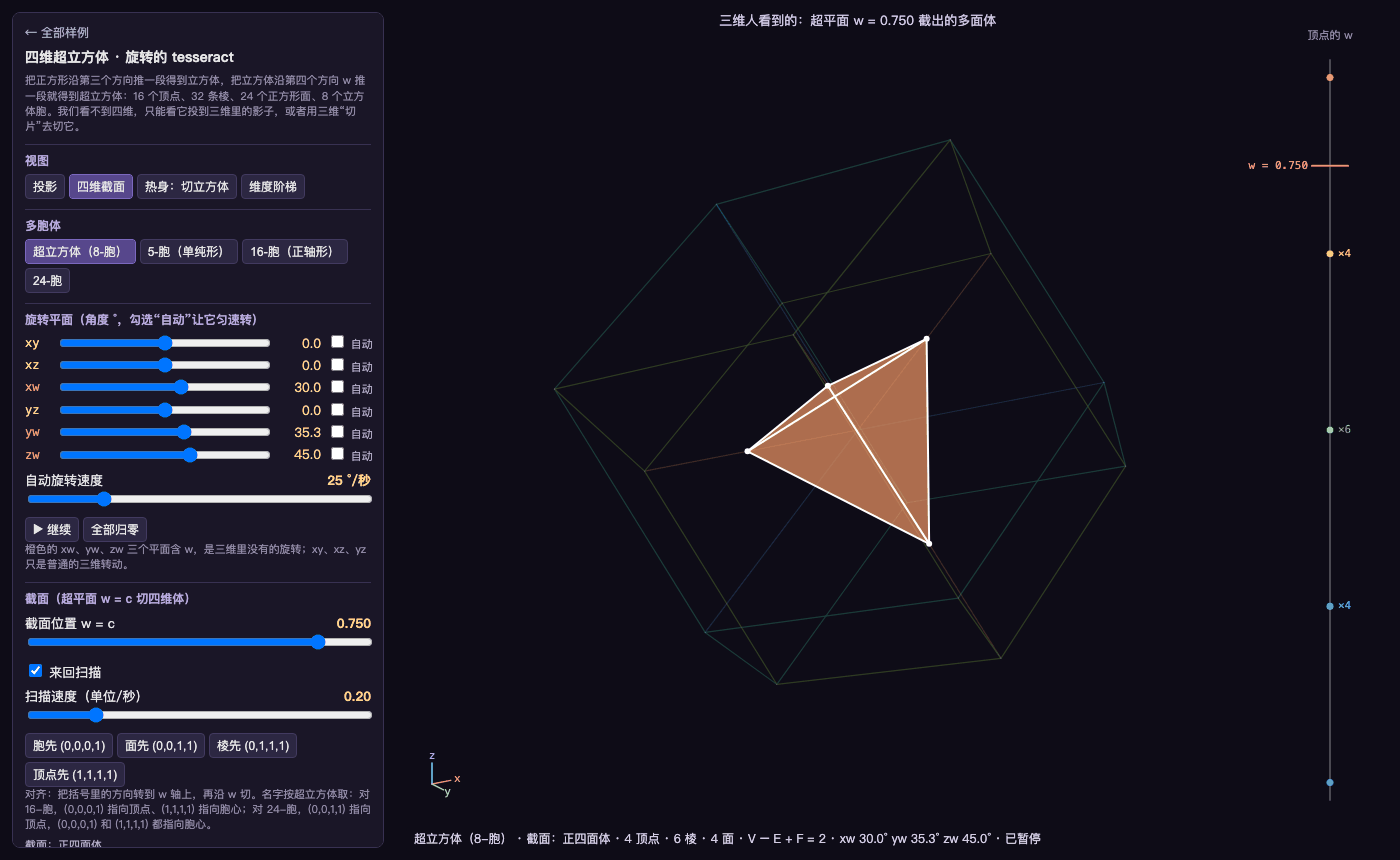 ← 全部样例
四维超立方体 · 旋转的 tesseract
把正方形沿第三个方向推一段得到立方体，把立方体沿第四个方向 w 推
一段就得到超立方体：16 个顶点、32 条棱、24 个正方形面、8 个立方
体胞。我们看不到四维，只能看它投到三维里的影子，或者用三维“切
片”去切它。
视图
投影
四维截面
热身：切立方体
维度阶梯
多胞体
超立方体（8-胞）
5-胞（单纯形）
16-胞（正轴形）
24-胞
旋转平面（角度 °，勾选“自动”让它匀速转）
xy 0.0 自动
xz 0.0 自动
xw 30.0 自动
yz 0.0 自动
yw 35.3 自动
zw 45.0 自动
自动旋转速度 25 °/秒
▶ 继续
全部归零
橙色的 xw、yw、zw 三个平面含 w，是三维里没有的旋转；xy、xz、yz
只是普通的三维转动。
截面（超平面 w = c 切四维体）
截面位置 w = c 0.750
来回扫描
扫描速度（单位/秒） 0.20
胞先 (0,0,0,1)
面先 (0,0,1,1)
棱先 (0,1,1,1)
顶点先 (1,1,1,1)
对齐：把括号里的方向转到 w 轴上，再沿 w 切。名字按超立方体取：对
16-胞，(0,0,0,1) 指向顶点、(1,1,1,1) 指向胞心；对 24-胞，(0,0,1,1) 指向
顶点，(0,0,0,1) 和 (1,1,1,1) 都指向胞心。
截面：正四面体
三维人看到的：超平面 w = 0.750 截出的多面体
顶点的 w
w = 0.750
×4
×6
×4
z
x
y
超立方体（8-胞） · 截面：正四面体 · 4 顶点 · 6 棱 · 4 面 · V − E + F = 2 · xw 30.0° yw 35.3° zw 45.0° · 已暂停